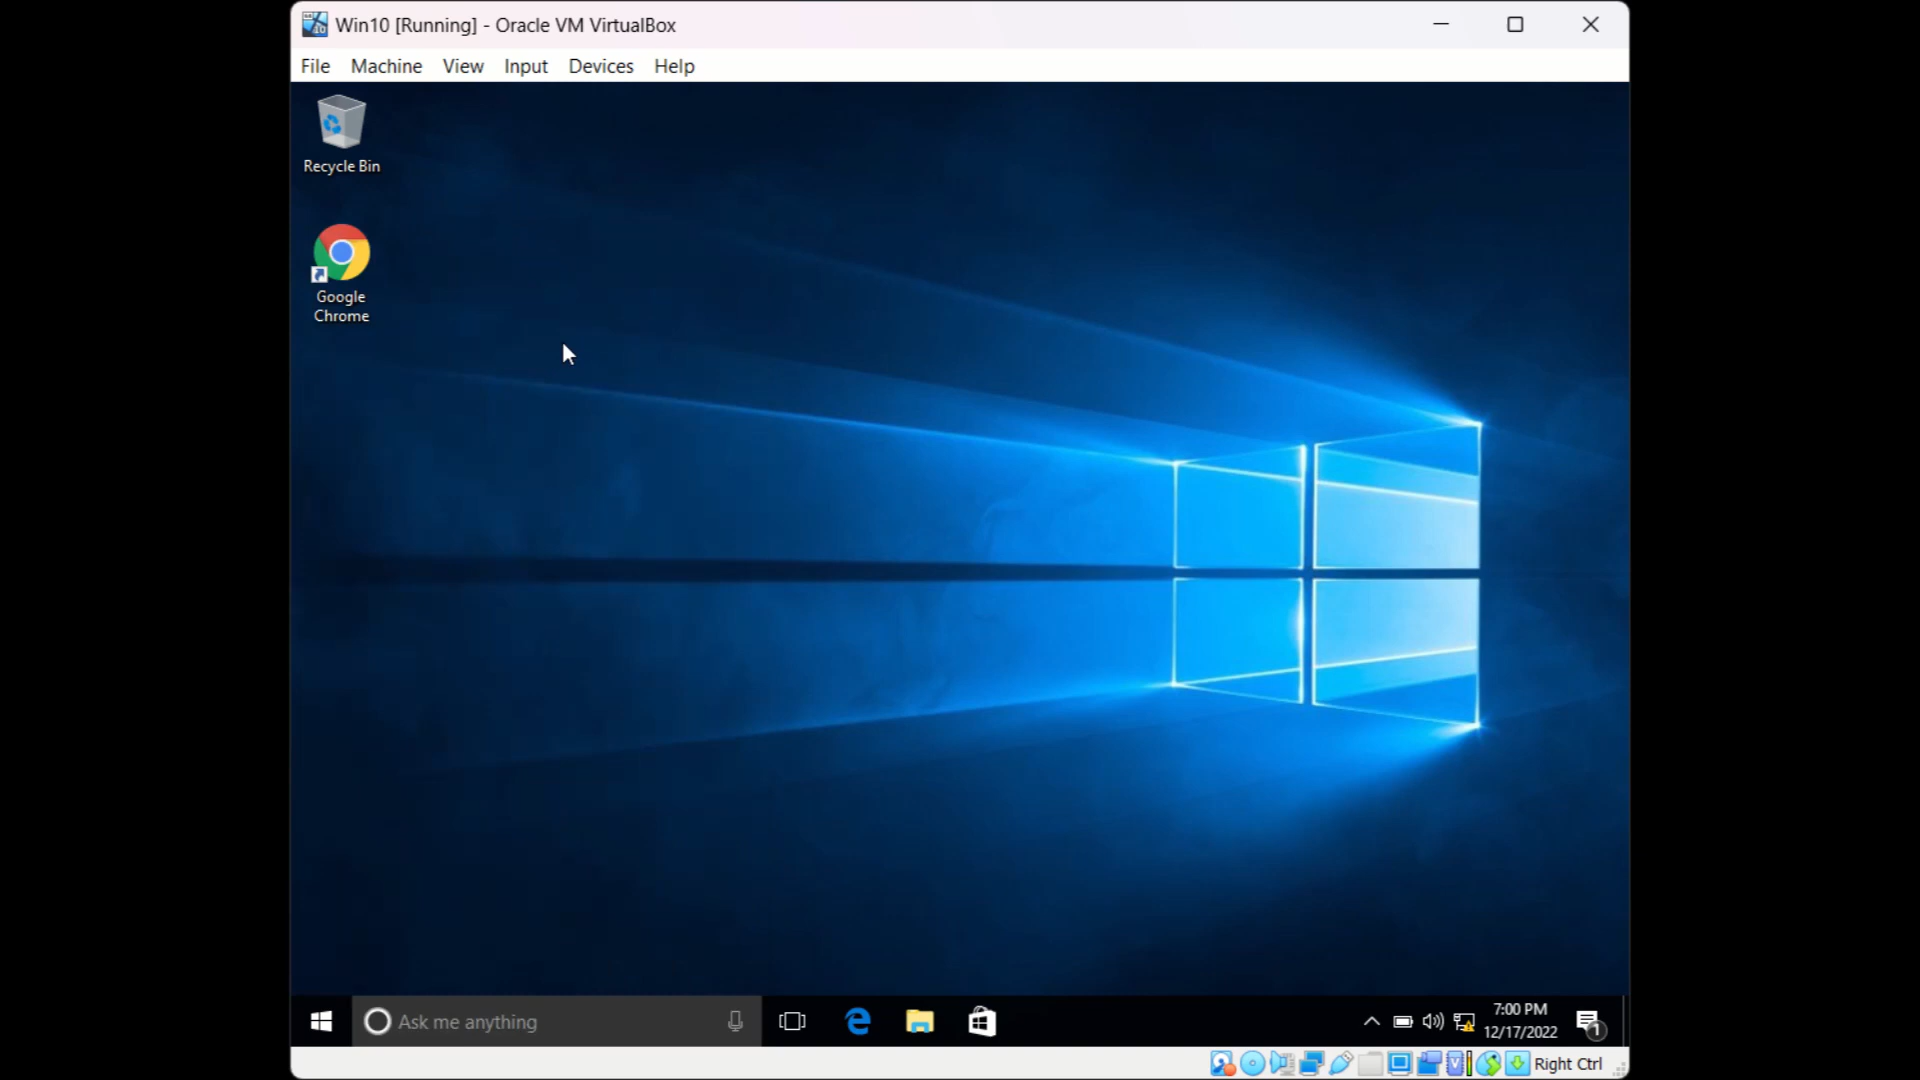 Win10 [Running] - Oracle VM VirtualBox
File Machine View Input Devices Help
Recycle Bin
Google
Chrome
Ask me anything
7:00 PM
12/17/2022
1
Right Ctrl